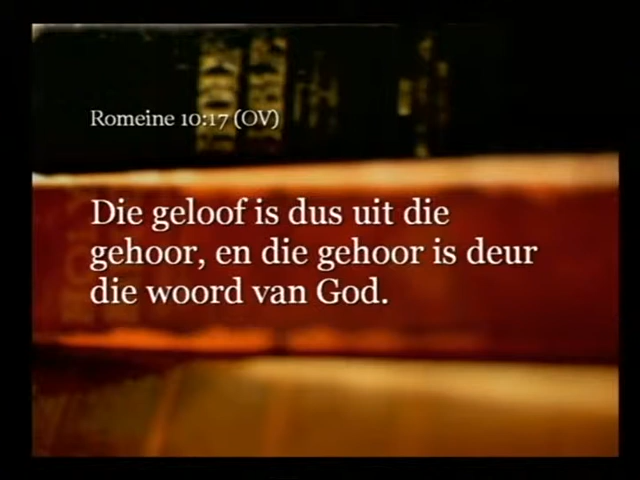 Romeine 10:17 (OV)
Die geloof is dus uit die
gehoor, en die gehoor is deur
die woord van God.